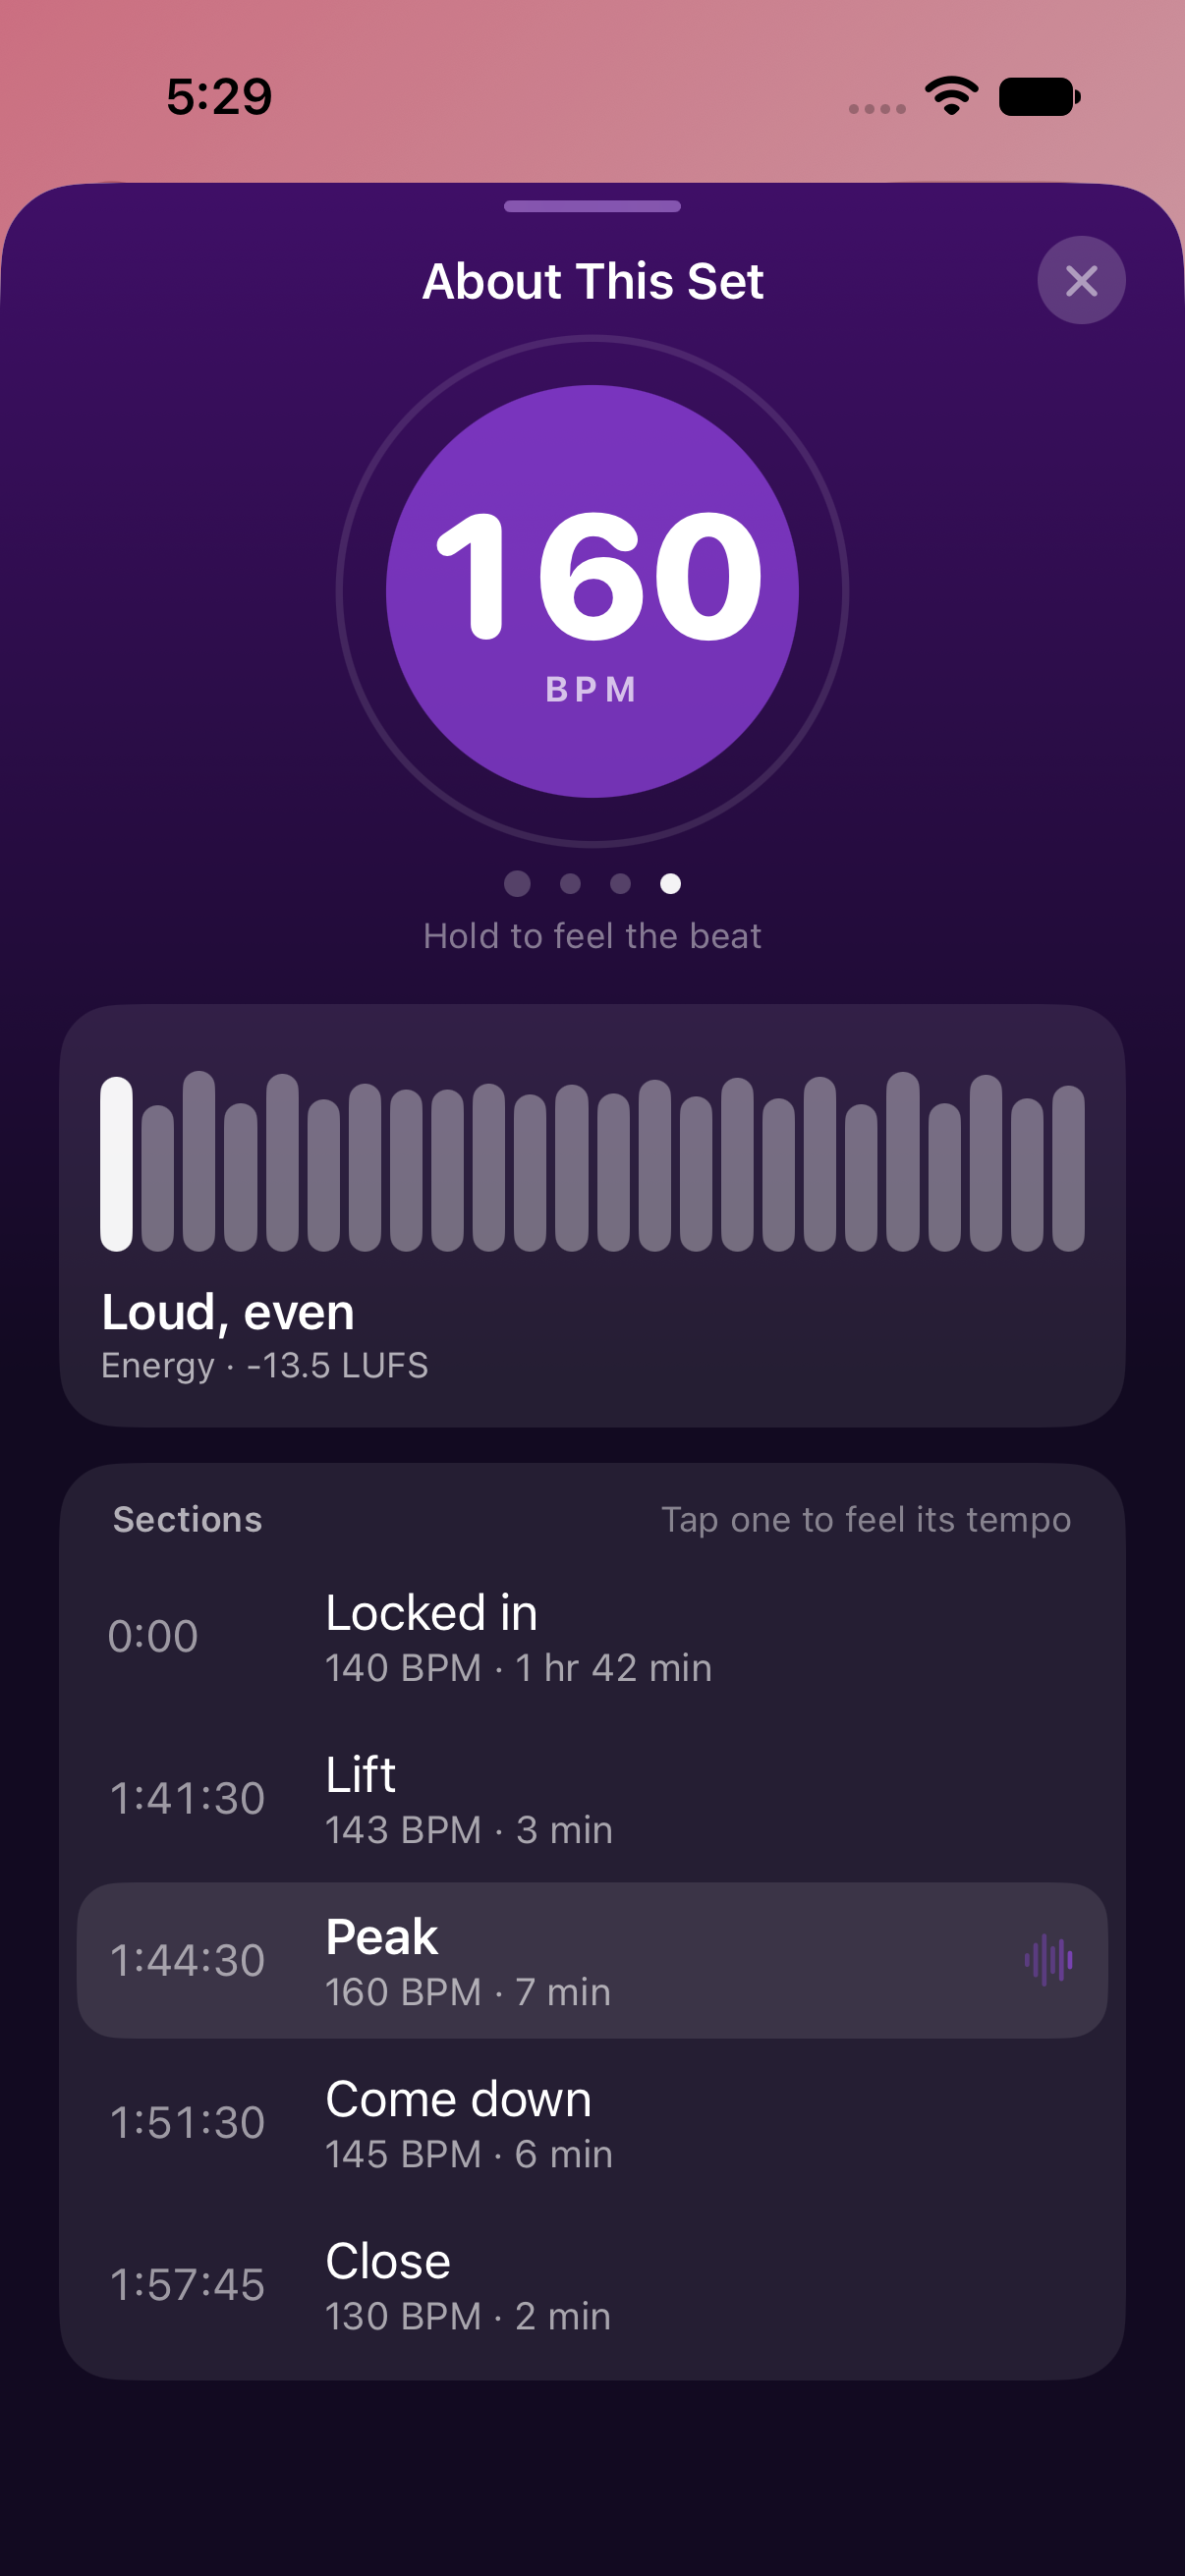 5:29
About This Set
160
BPM
Hold to feel the beat
Loud, even
Energy · -13.5 LUFS
Sections
Tap one to feel its tempo
0:00
Locked in
140 BPM · 1 hr 42 min
1:41:30
Lift
143 BPM · 3 min
1:44:30
Peak
160 BPM · 7 min
1:51:30
Come down
145 BPM · 6 min
1:57:45
Close
130 BPM · 2 min